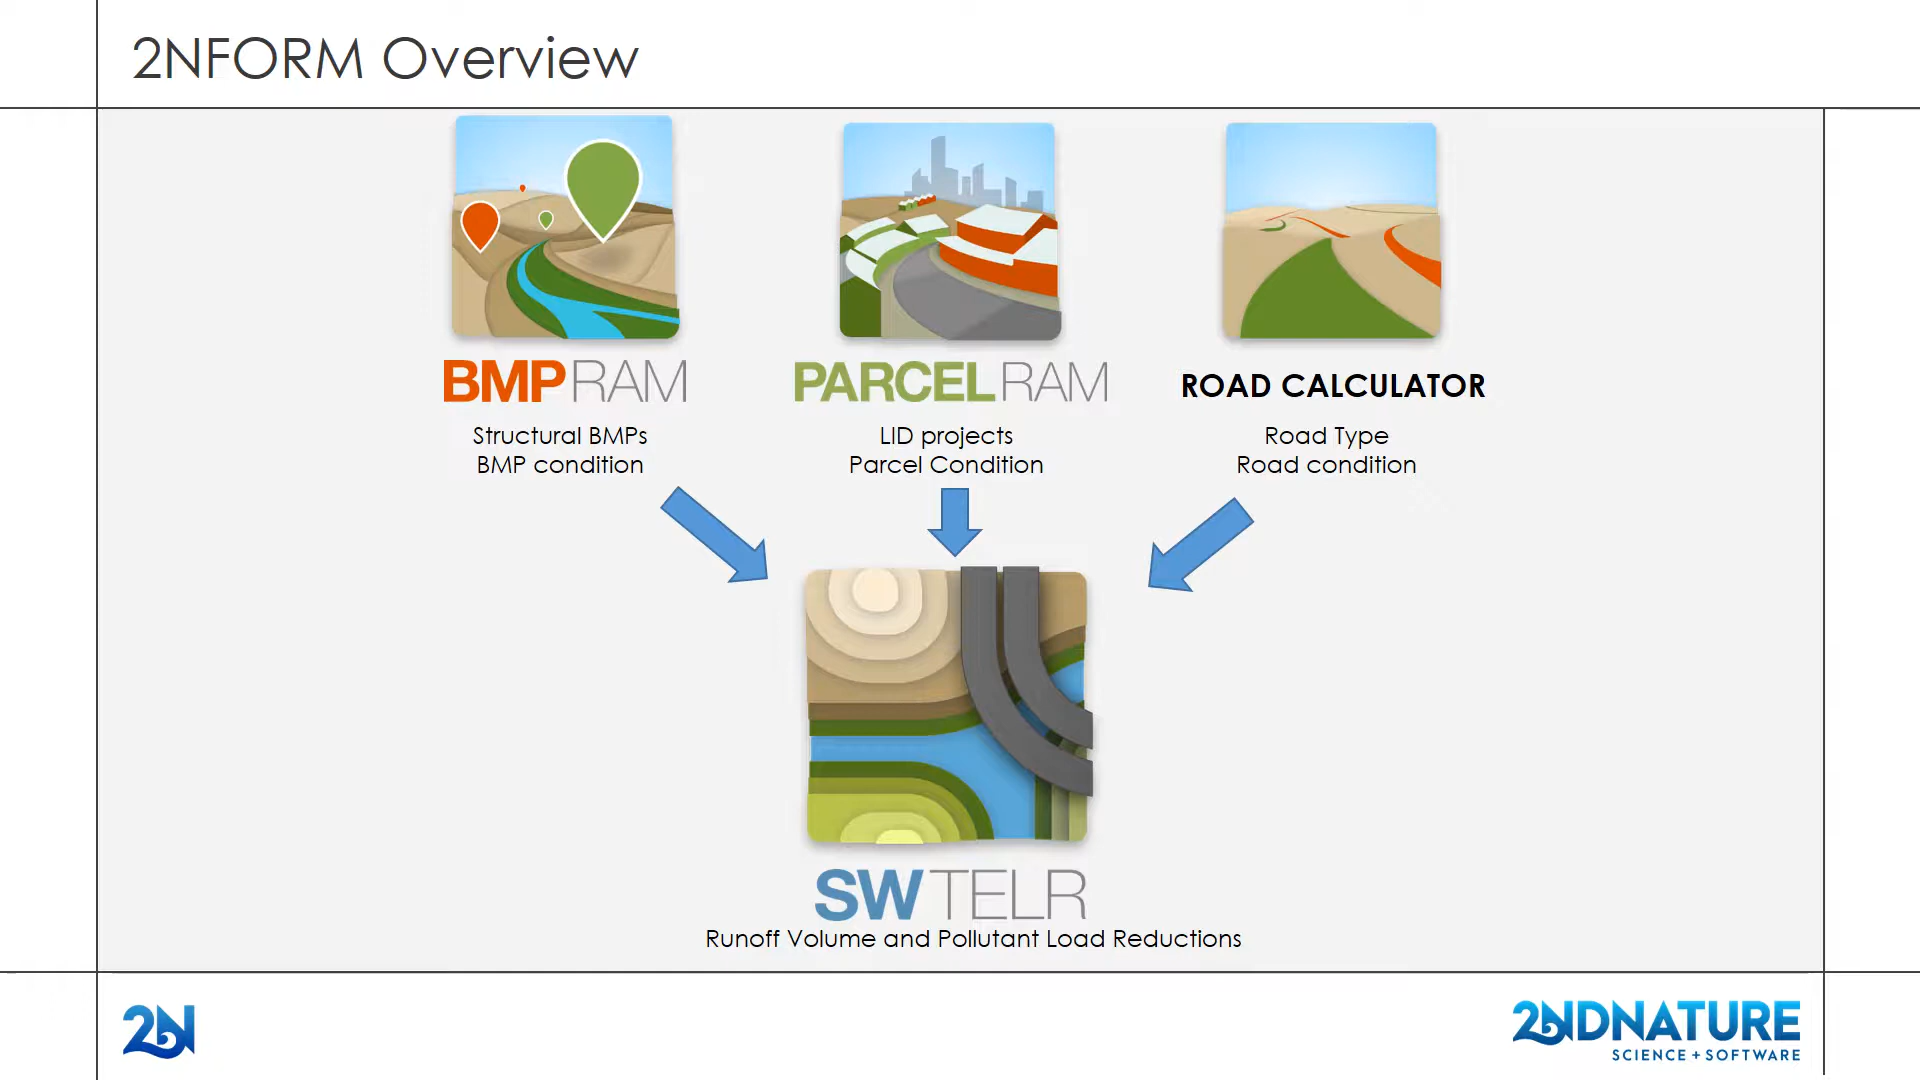 2NFORM Overview
BMPRAM
Structural BMPs
BMP condition
PARCELRAM
LID projects
Parcel Condition
ROAD CALCULATOR
Road Type
Road condition
SWTELR
Runoff Volume and Pollutant Load Reductions
2N
2NDNATURE
SCIENCE + SOFTWARE